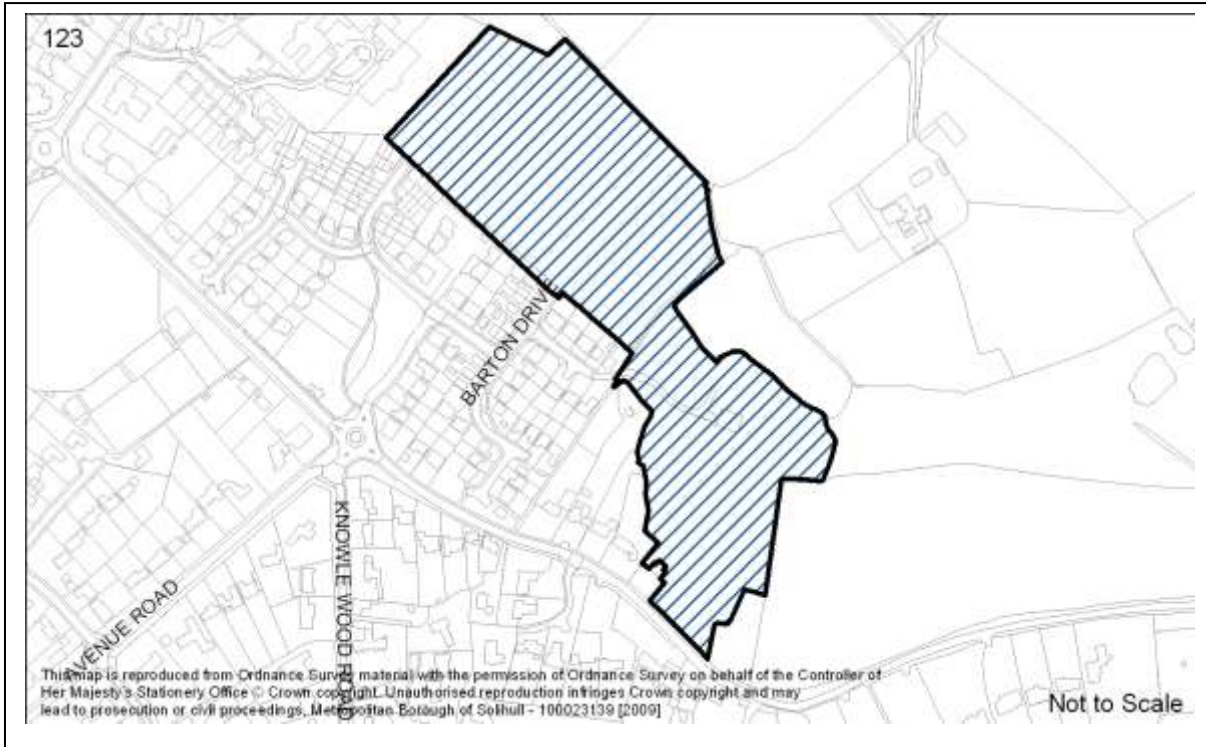 123
BARTON DRIVE
KNOWLE WOOD ROAD
AVENUE ROAD
This map is reproduced from Ordnance Survey material with the permission of Ordnance Survey on behalf of the Controller of
Her Majesty's Stationery Office © Crown copyright. Unauthorised reproduction infringes Crown copyright and may
lead to prosecution or civil proceedings, Metropolitan Borough of Solihull - 100023139 [2009]
Not to Scale